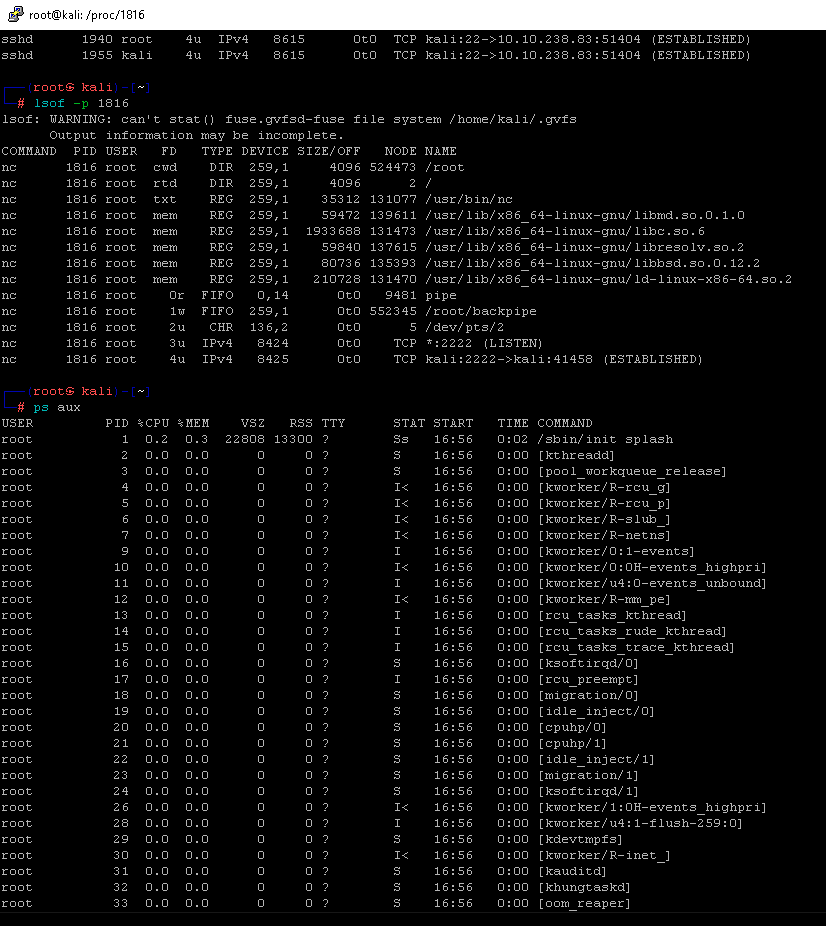 root@kali: /proc/1816
sshd 1940 root 4u IPv4 8615 0t0 TCP kali:22->10.10.238.83:51404 (ESTABLISHED)
sshd 1955 kali 4u IPv4 8615 0t0 TCP kali:22->10.10.238.83:51404 (ESTABLISHED)
(root㉿kali)-[~]
# lsof -p 1816
lsof: WARNING: can't stat() fuse.gvfsd-fuse file system /home/kali/.gvfs
Output information may be incomplete.
COMMAND PID USER FD TYPE DEVICE SIZE/OFF NODE NAME
nc 1816 root cwd DIR 259,1 4096 524473 /root
nc 1816 root rtd DIR 259,1 4096 2 /
nc 1816 root txt REG 259,1 35312 131077 /usr/bin/nc
nc 1816 root mem REG 259,1 59472 139611 /usr/lib/x86_64-linux-gnu/libmd.so.0.1.0
nc 1816 root mem REG 259,1 1933688 131473 /usr/lib/x86_64-linux-gnu/libc.so.6
nc 1816 root mem REG 259,1 59840 137615 /usr/lib/x86_64-linux-gnu/libresolv.so.2
nc 1816 root mem REG 259,1 80736 135393 /usr/lib/x86_64-linux-gnu/libbsd.so.0.12.2
nc 1816 root mem REG 259,1 210728 131470 /usr/lib/x86_64-linux-gnu/ld-linux-x86-64.so.2
nc 1816 root 0r FIFO 0,14 0t0 9481 pipe
nc 1816 root 1w FIFO 259,1 0t0 552345 /root/backpipe
nc 1816 root 2u CHR 136,2 0t0 5 /dev/pts/2
nc 1816 root 3u IPv4 8424 0t0 TCP *:2222 (LISTEN)
nc 1816 root 4u IPv4 8425 0t0 TCP kali:2222->kali:41458 (ESTABLISHED)
(root㉿kali)-[~]
# ps aux
USER PID %CPU %MEM VSZ RSS TTY STAT START TIME COMMAND
root 1 0.2 0.3 22808 13300 ? Ss 16:56 0:02 /sbin/init splash
root 2 0.0 0.0 0 0 ? S 16:56 0:00 [kthreadd]
root 3 0.0 0.0 0 0 ? S 16:56 0:00 [pool_workqueue_release]
root 4 0.0 0.0 0 0 ? I< 16:56 0:00 [kworker/R-rcu_g]
root 5 0.0 0.0 0 0 ? I< 16:56 0:00 [kworker/R-rcu_p]
root 6 0.0 0.0 0 0 ? I< 16:56 0:00 [kworker/R-slub_]
root 7 0.0 0.0 0 0 ? I< 16:56 0:00 [kworker/R-netns]
root 9 0.0 0.0 0 0 ? I 16:56 0:00 [kworker/0:1-events]
root 10 0.0 0.0 0 0 ? I< 16:56 0:00 [kworker/0:0H-events_highpri]
root 11 0.0 0.0 0 0 ? I 16:56 0:00 [kworker/u4:0-events_unbound]
root 12 0.0 0.0 0 0 ? I< 16:56 0:00 [kworker/R-mm_pe]
root 13 0.0 0.0 0 0 ? I 16:56 0:00 [rcu_tasks_kthread]
root 14 0.0 0.0 0 0 ? I 16:56 0:00 [rcu_tasks_rude_kthread]
root 15 0.0 0.0 0 0 ? I 16:56 0:00 [rcu_tasks_trace_kthread]
root 16 0.0 0.0 0 0 ? S 16:56 0:00 [ksoftirqd/0]
root 17 0.0 0.0 0 0 ? I 16:56 0:00 [rcu_preempt]
root 18 0.0 0.0 0 0 ? S 16:56 0:00 [migration/0]
root 19 0.0 0.0 0 0 ? S 16:56 0:00 [idle_inject/0]
root 20 0.0 0.0 0 0 ? S 16:56 0:00 [cpuhp/0]
root 21 0.0 0.0 0 0 ? S 16:56 0:00 [cpuhp/1]
root 22 0.0 0.0 0 0 ? S 16:56 0:00 [idle_inject/1]
root 23 0.0 0.0 0 0 ? S 16:56 0:00 [migration/1]
root 24 0.0 0.0 0 0 ? S 16:56 0:00 [ksoftirqd/1]
root 26 0.0 0.0 0 0 ? I< 16:56 0:00 [kworker/1:0H-events_highpri]
root 28 0.0 0.0 0 0 ? I 16:56 0:00 [kworker/u4:1-flush-259:0]
root 29 0.0 0.0 0 0 ? S 16:56 0:00 [kdevtmpfs]
root 30 0.0 0.0 0 0 ? I< 16:56 0:00 [kworker/R-inet_]
root 31 0.0 0.0 0 0 ? S 16:56 0:00 [kauditd]
root 32 0.0 0.0 0 0 ? S 16:56 0:00 [khungtaskd]
root 33 0.0 0.0 0 0 ? S 16:56 0:00 [oom_reaper]